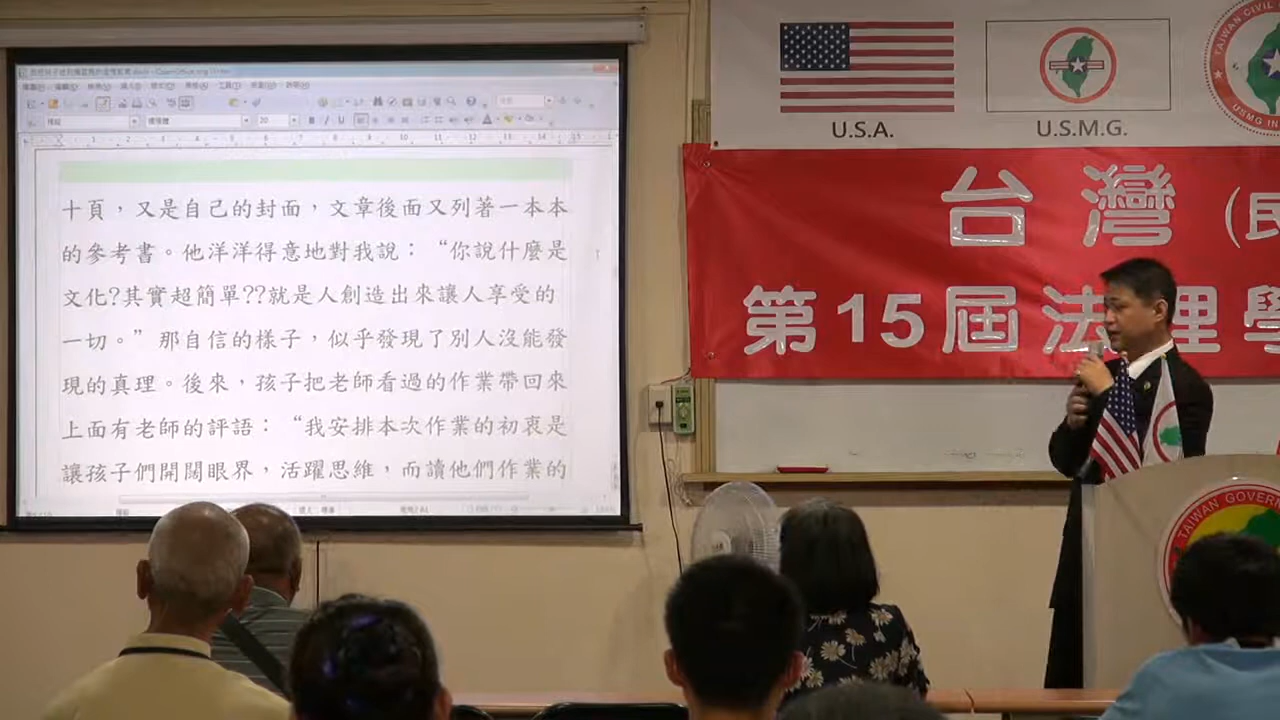 十頁，又是自己的封面，文章後面又列著一本本
的參考書。他洋洋得意地對我說：“你說什麼是
文化?其實超簡單??就是人創造出來讓人享受的
一切。”那自信的樣子，似乎發現了別人沒能發
現的真理。後來，孩子把老師看過的作業帶回來
上面有老師的評語：“我安排本次作業的初衷是
讓孩子們開闊眼界，活躍思維，而讀他們作業的
U.S.A.
U.S.M.G.
TAIWAN CIVIL
USMG IN
台灣（民
第15屆法理學
TAIWAN GOVERN